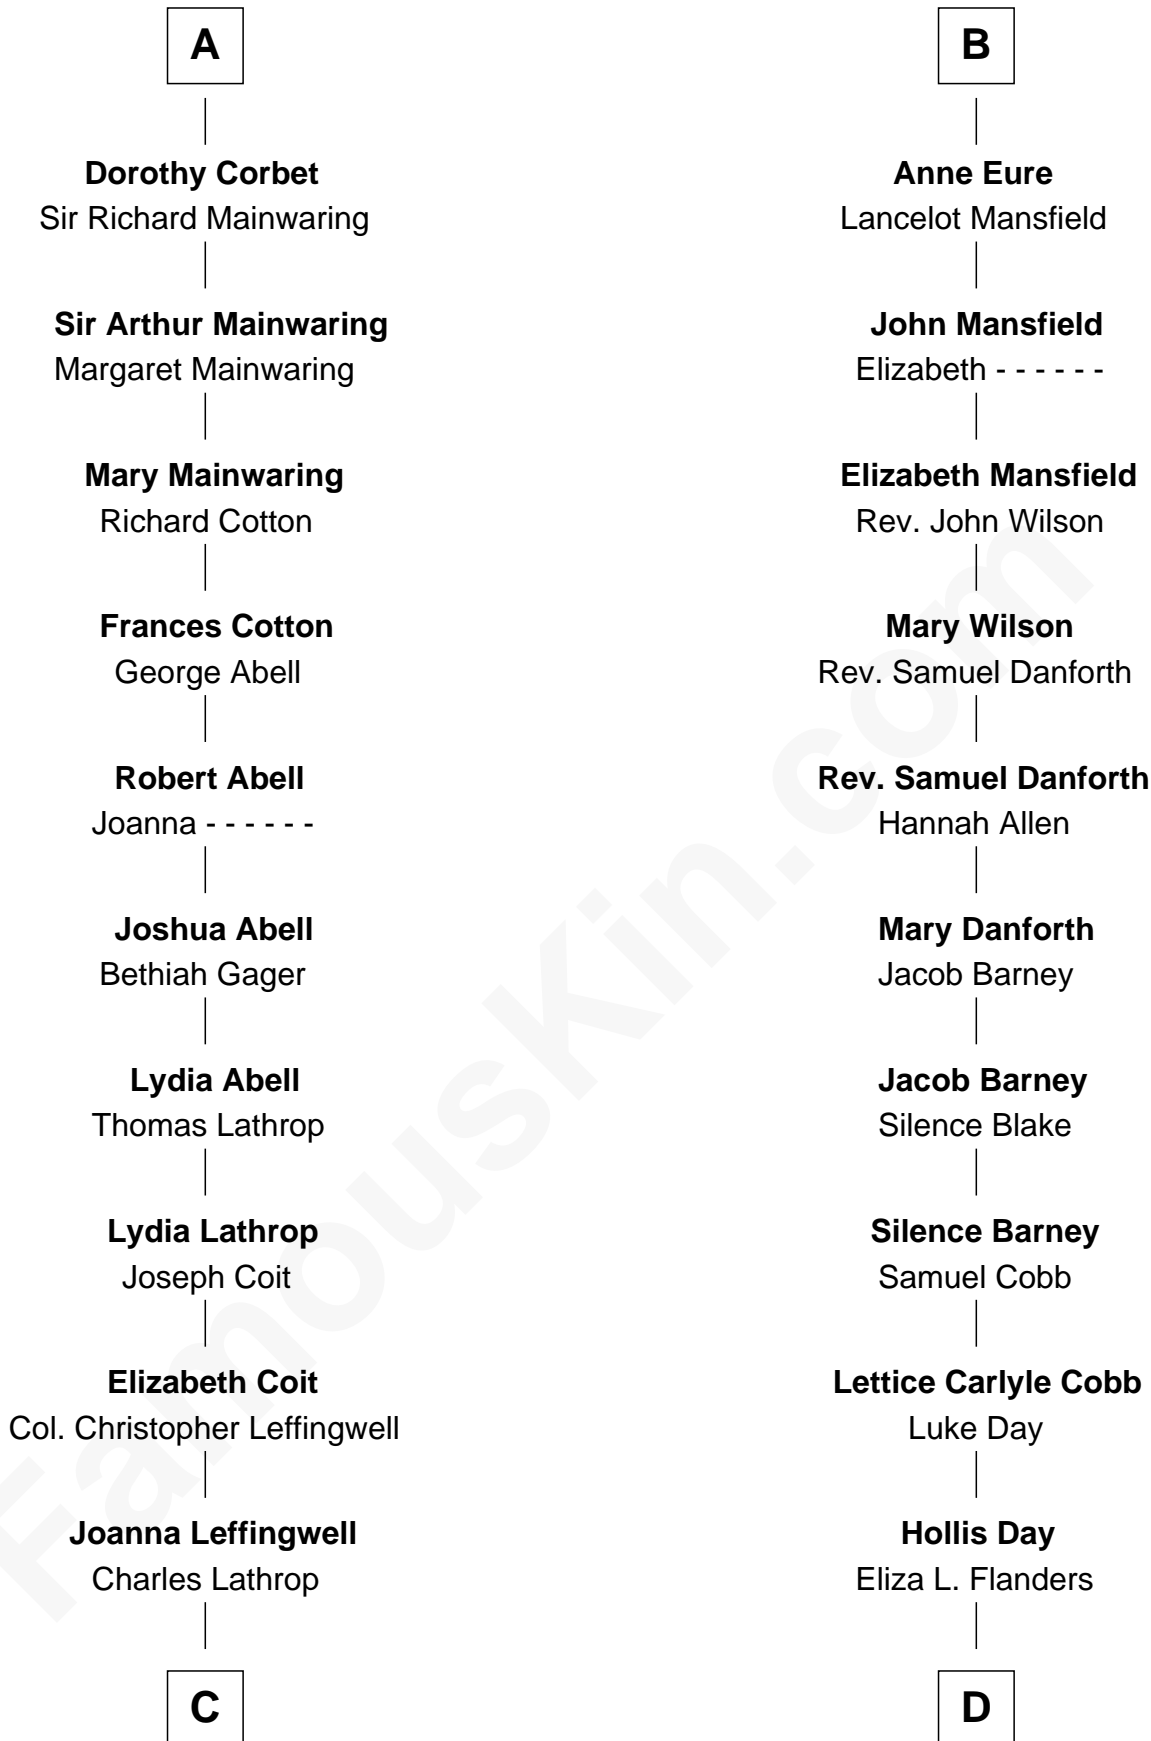 A
Dorothy Corbet
Sir Richard Mainwaring
Sir Arthur Mainwaring
Margaret Mainwaring
Mary Mainwaring
Richard Cotton
Frances Cotton
George Abell
Robert Abell
Joanna - - - - - -
Joshua Abell
Bethiah Gager
Lydia Abell
Thomas Lathrop
Lydia Lathrop
Joseph Coit
Elizabeth Coit
Col. Christopher Leffingwell
Joanna Leffingwell
Charles Lathrop
C
B
Anne Eure
Lancelot Mansfield
John Mansfield
Elizabeth - - - - - -
Elizabeth Mansfield
Rev. John Wilson
Mary Wilson
Rev. Samuel Danforth
Rev. Samuel Danforth
Hannah Allen
Mary Danforth
Jacob Barney
Jacob Barney
Silence Blake
Silence Barney
Samuel Cobb
Lettice Carlyle Cobb
Luke Day
Hollis Day
Eliza L. Flanders
D
FamousKin.com